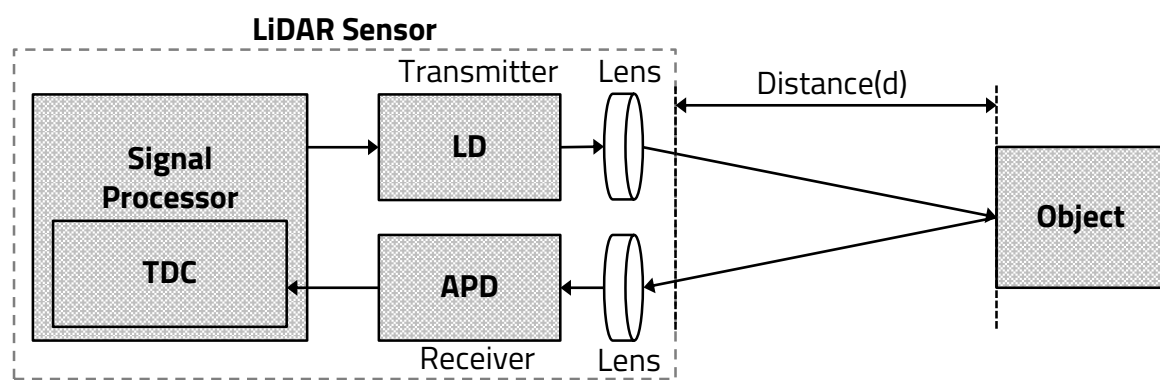 LiDAR Sensor
Transmitter
Lens
Distance(d)
Signal
Processor
LD
Object
TDC
APD
Receiver
Lens